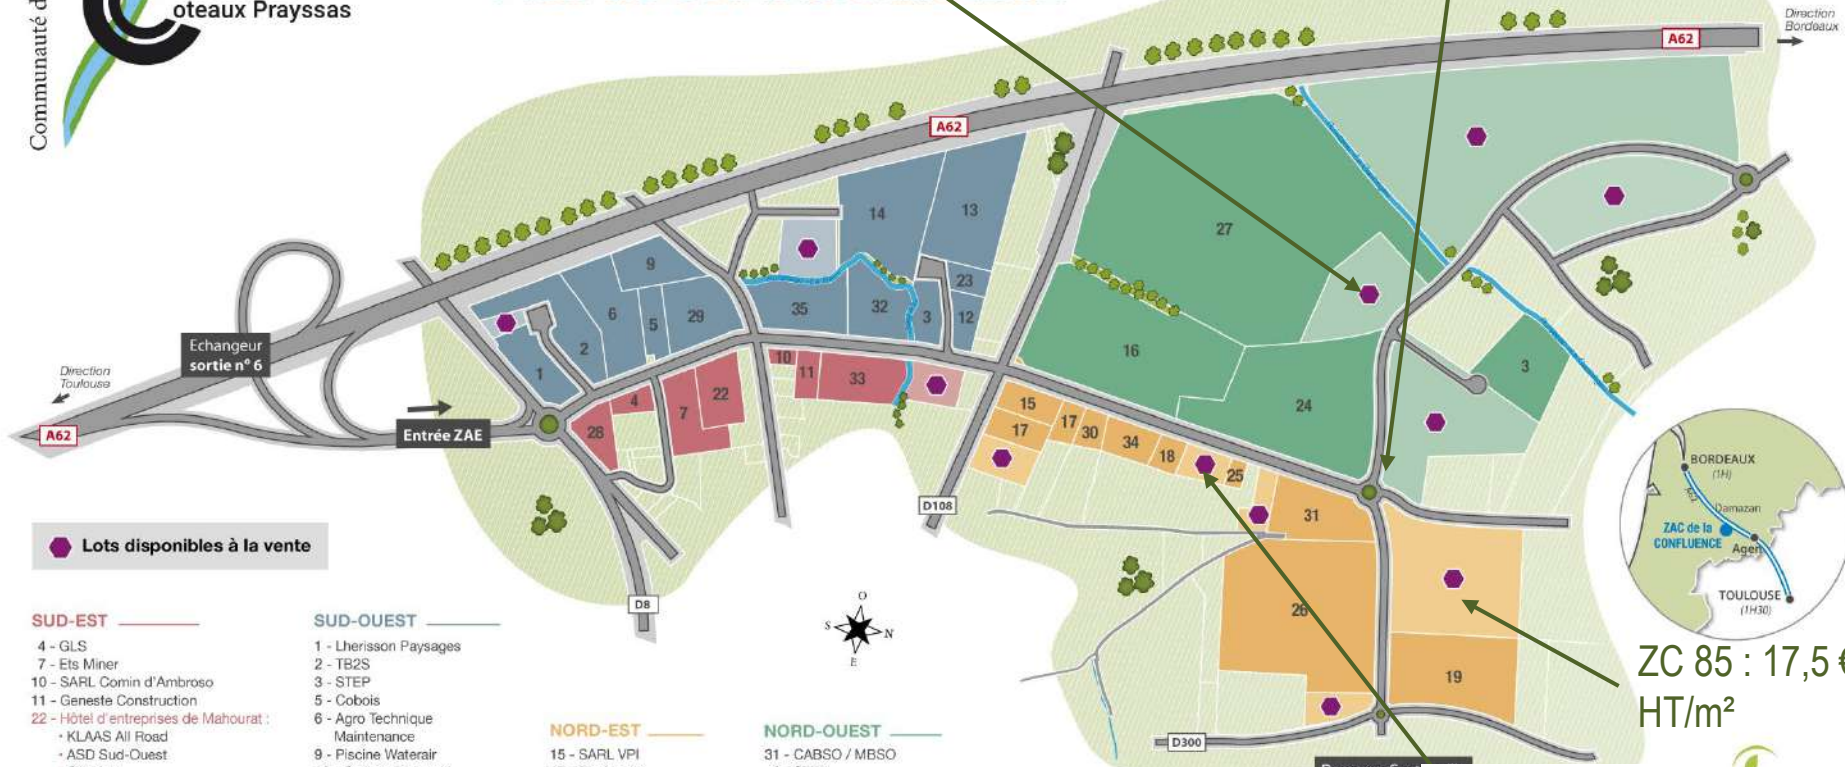 Communauté d
oteaux Prayssas
Direction
Bordeaux
A62
A62
27
14
13
9
6
5
29
35
32
3
23
12
2
1
16
3
24
Echangeur
sortie n° 6
Direction
Toulouse
A62
Entrée ZAE
10
11
33
4
7
22
28
15
17
17
30
34
18
25
31
26
19
D108
D8
D300
BORDEAUX
(1H)
A62
Damazan
ZAC de la
CONFLUENCE
Agen
TOULOUSE
(1H30)
Lots disponibles à la vente
O
S
N
E
ZC 85 : 17,5 €
HT/m²
SUD-EST
4 - GLS
7 - Ets Miner
10 - SARL Comin d'Ambroso
11 - Geneste Construction
22 - Hôtel d'entreprises de Mahourat :
• KLAAS All Road
• ASD Sud-Ouest
SUD-OUEST
1 - Lherisson Paysages
2 - TB2S
3 - STEP
5 - Cobois
6 - Agro Technique
Maintenance
9 - Piscine Waterair
NORD-EST
15 - SARL VPI
NORD-OUEST
31 - CABSO / MBSO